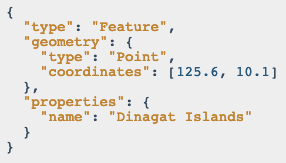 {
  "type": "Feature",
  "geometry": {
    "type": "Point",
    "coordinates": [125.6, 10.1]
  },
  "properties": {
    "name": "Dinagat Islands"
  }
}